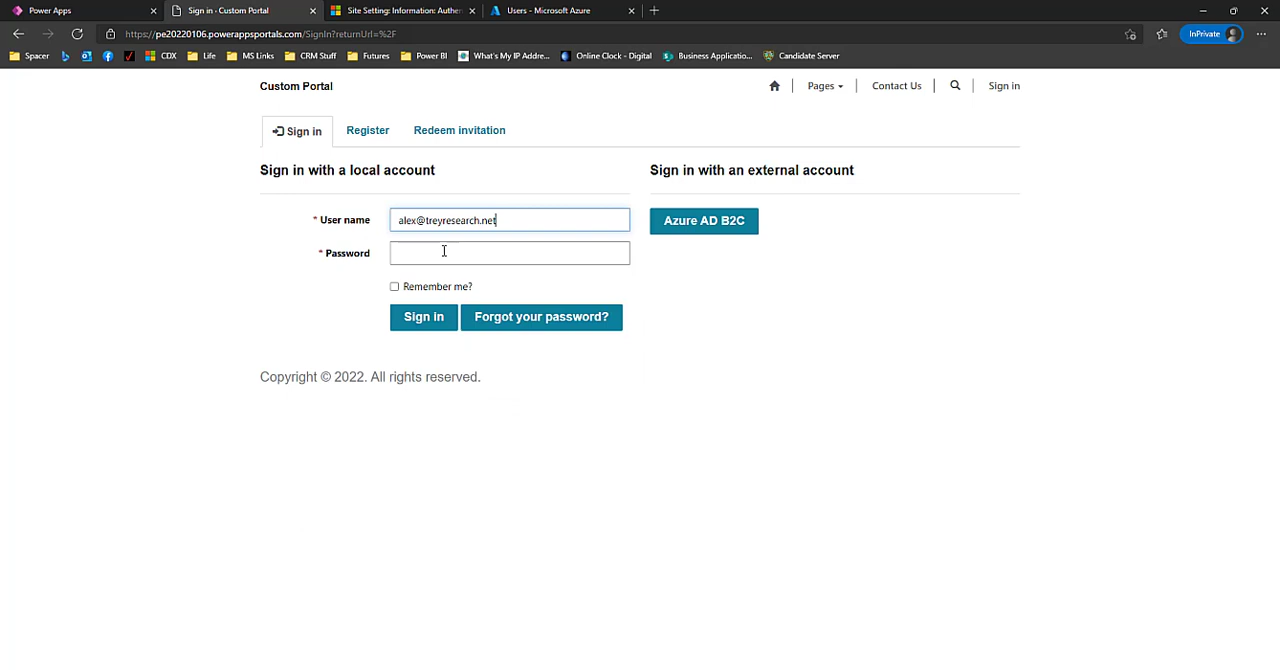 Power Apps
Sign in - Custom Portal
Site Setting: Information: Auther
Users - Microsoft Azure
https://pe20220106.powerappsportals.com/SignIn?returnUrl=%2F
InPrivate
Spacer
CDX
Life
MS Links
CRM Stuff
Futures
Power BI
What's My IP Addre...
Online Clock - Digital
Business Applicatio...
Candidate Server
Custom Portal
Pages
Contact Us
Sign in
Sign in
Register
Redeem invitation
Sign in with a local account
Sign in with an external account
* User name
alex@treyresearch.net
Azure AD B2C
* Password
Remember me?
Sign in
Forgot your password?
Copyright © 2022. All rights reserved.